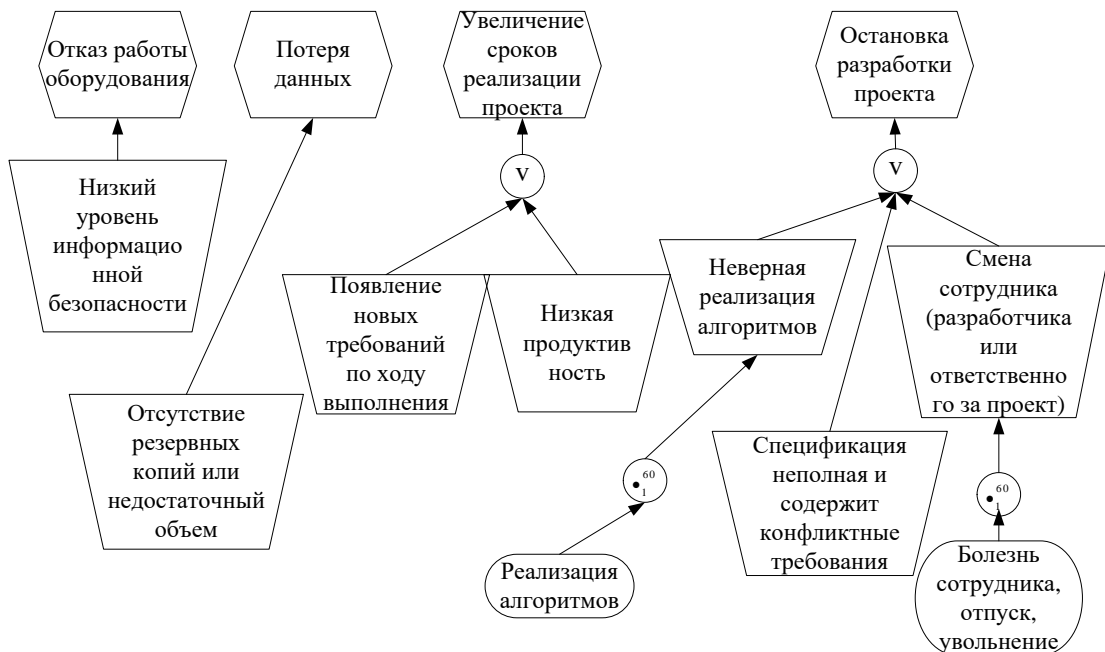 Отказ работы
оборудования
Потеря
данных
Увеличение
сроков
реализации
проекта
Остановка
разработки
проекта
v
v
Низкий
уровень
информацио
нной
безопасности
Появление
новых
требований
по ходу
выполнения
Низкая
продуктив
ность
Неверная
реализация
алгоритмов
Смена
сотрудника
(разработчика
или
ответственно
го за проект)
Отсутствие
резервных
копий или
недостаточный
объем
Спецификация
неполная и
содержит
конфликтные
требования
60
1
60
1
Реализация
алгоритмов
Болезнь
сотрудника,
отпуск,
увольнение